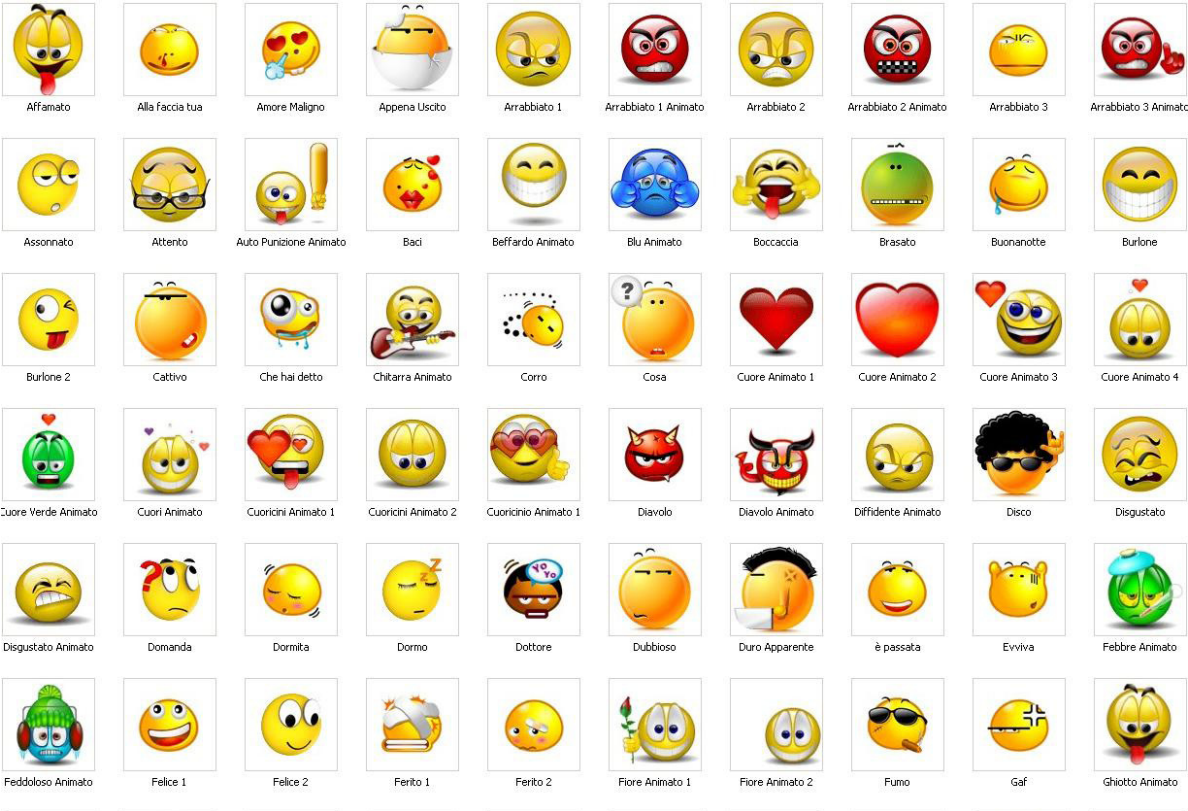 Affamato
Alla faccia tua
Amore Maligno
Appena Uscito
Arrabbiato 1
Arrabbiato 1 Animato
Arrabbiato 2
Arrabbiato 2 Animato
Arrabbiato 3
Arrabbiato 3 Animato
Assonnato
Attento
Auto Punizione Animato
Baci
Beffardo Animato
Blu Animato
Boccaccia
Brasato
Buonanotte
Burlone
?
Burlone 2
Cattivo
Che hai detto
Chitarra Animato
Corro
Cosa
Cuore Animato 1
Cuore Animato 2
Cuore Animato 3
Cuore Animato 4
Cuore Verde Animato
Cuori Animato
Cuoricini Animato 1
Cuoricini Animato 2
Cuoricinio Animato 1
Diavolo
Diavolo Animato
Diffidente Animato
Disco
Disgustato
?
z Z
YO YO
Disgustato Animato
Domanda
Dormita
Dormo
Dottore
Dubbioso
Duro Apparente
è passata
Evviva
Febbre Animato
Feddoloso Animato
Felice 1
Felice 2
Ferito 1
Ferito 2
Fiore Animato 1
Fiore Animato 2
Fumo
Gaf
Ghiotto Animato